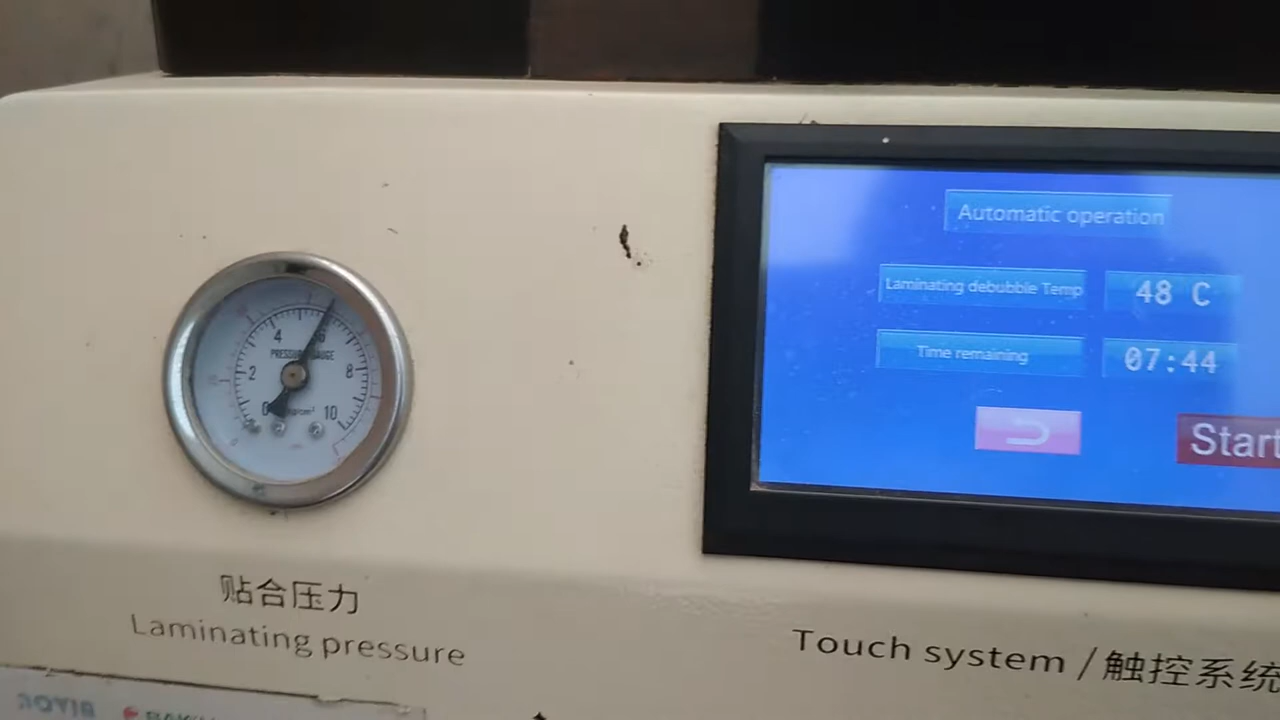 Automatic operation
Laminating debubble Temp
48 C
Time remaining
07:44
Start
4
6
PRESSURE GAUGE
2
8
0
10
贴合压力
Laminating pressure
Touch system / 触控系统